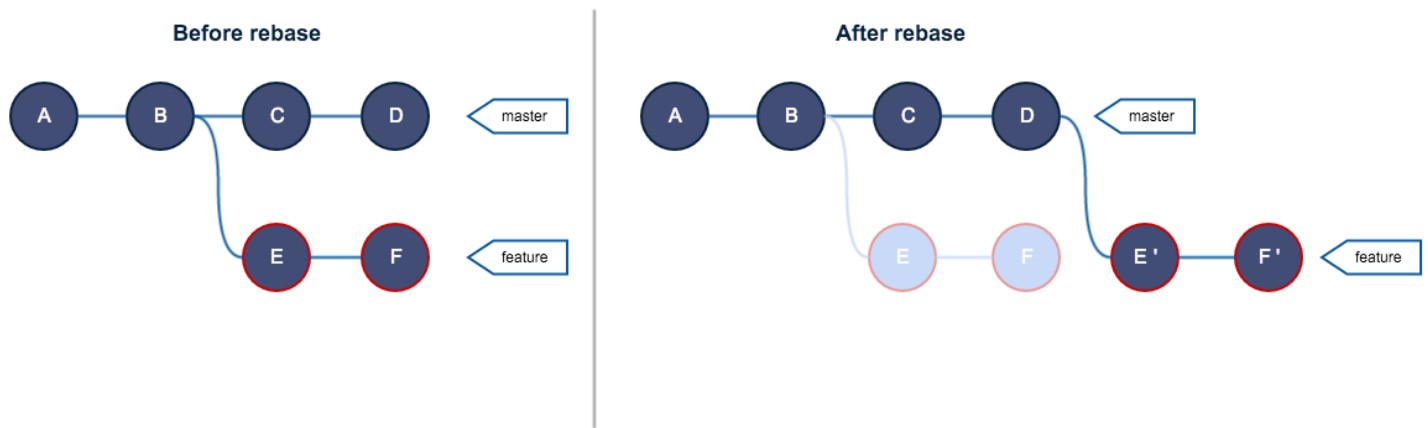 Before rebase
A B C D master
E F feature
After rebase
A B C D master
E F E ' F ' feature